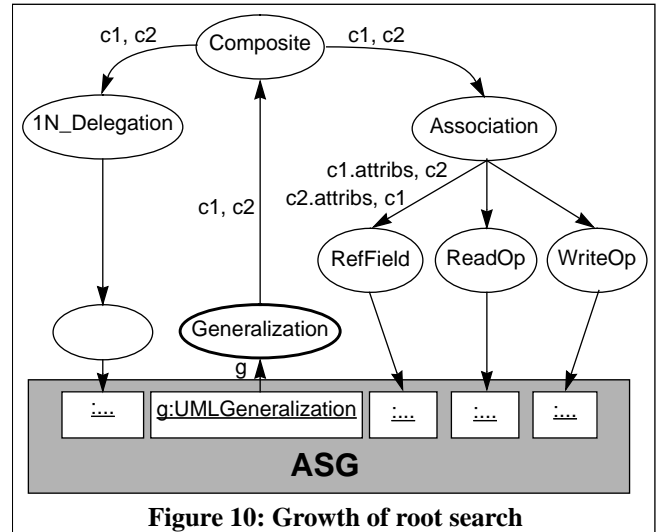 c1, c2
Composite
c1, c2
1N_Delegation
Association
c1.attribs, c2
c2.attribs, c1
c1, c2
RefField
ReadOp
WriteOp
Generalization
g
:...
g:UMLGeneralization
:...
:...
:...
ASG
Figure 10: Growth of root search